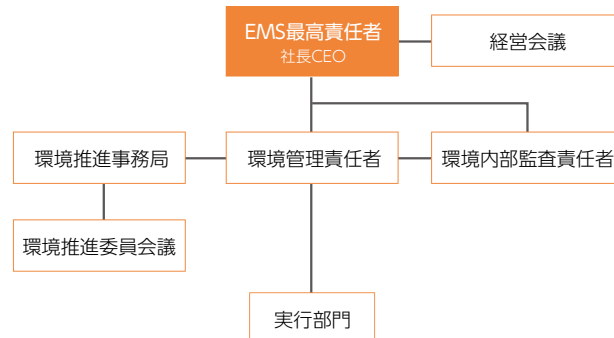 EMS最高責任者
社長CEO
経営会議
環境推進事務局
環境管理責任者
環境内部監査責任者
環境推進委員会議
実行部門